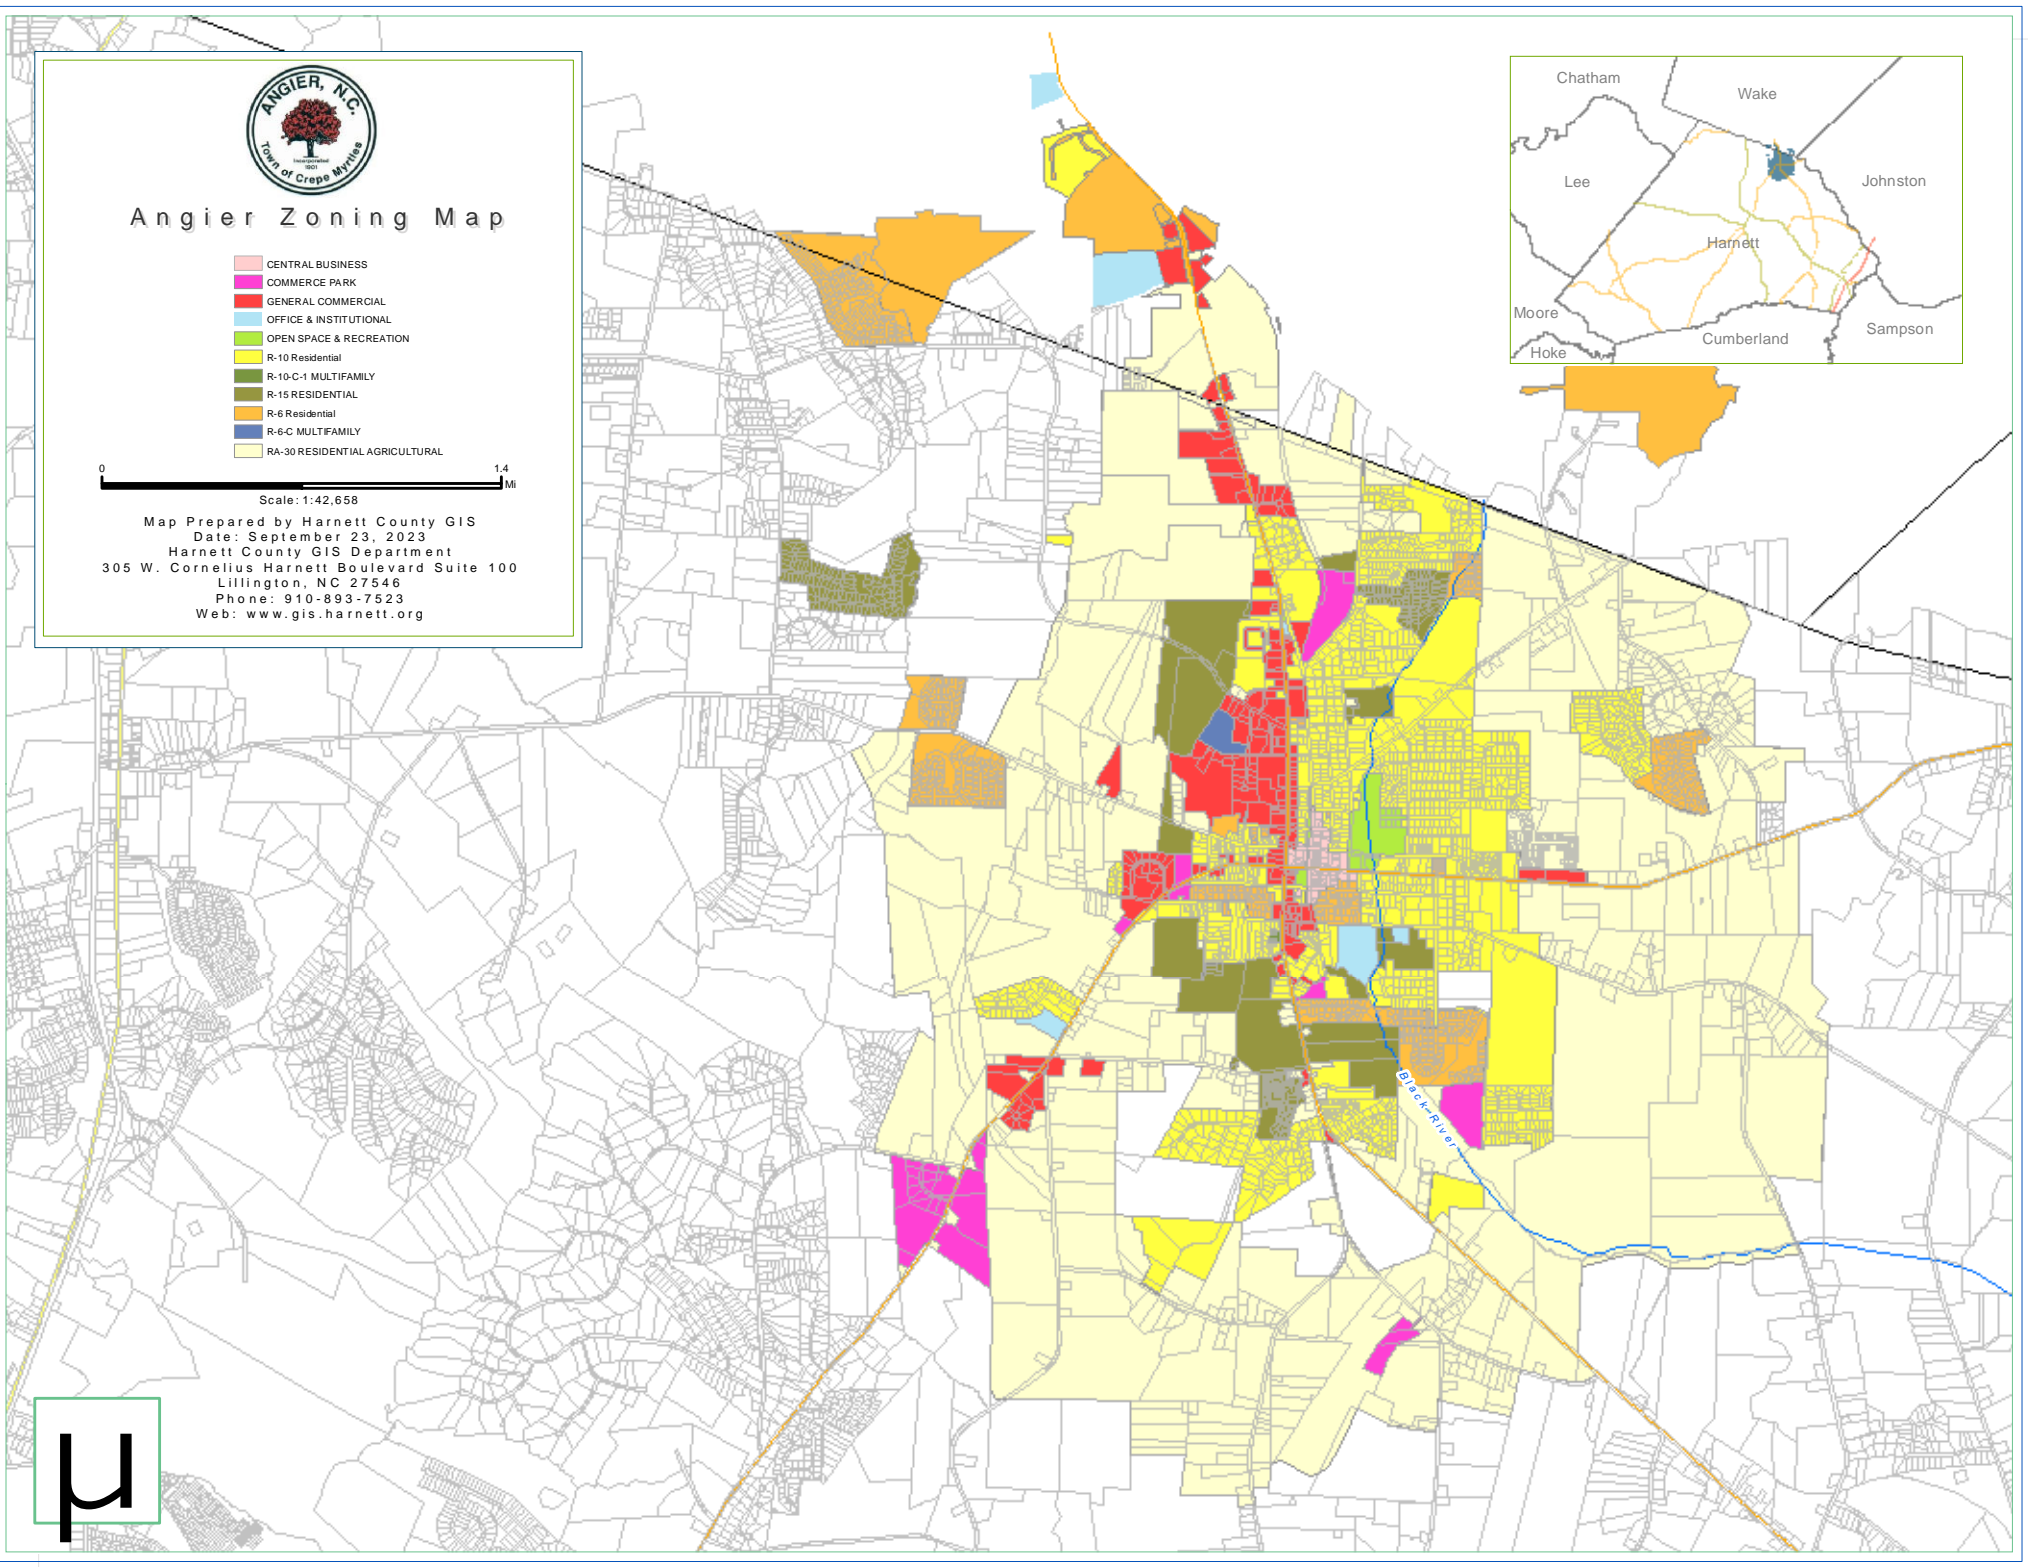 ANGIER, N.C.
Incorporated
1901
Town of Crepe Myrtles
Angier Zoning Map
CENTRAL BUSINESS
COMMERCE PARK
GENERAL COMMERCIAL
OFFICE & INSTITUTIONAL
OPEN SPACE & RECREATION
R-10 Residential
R-10-C-1 MULTIFAMILY
R-15 RESIDENTIAL
R-6 Residential
R-6-C MULTIFAMILY
RA-30 RESIDENTIAL AGRICULTURAL
0 1.4
Mi
Scale: 1:42,658
Map Prepared by Harnett County GIS
Date: September 23, 2023
Harnett County GIS Department
305 W. Cornelius Harnett Boulevard Suite 100
Lillington, NC 27546
Phone: 910-893-7523
Web: www.gis.harnett.org
Chatham
Wake
Lee
Johnston
Harnett
Moore
Sampson
Cumberland
Hoke
Black River
µ